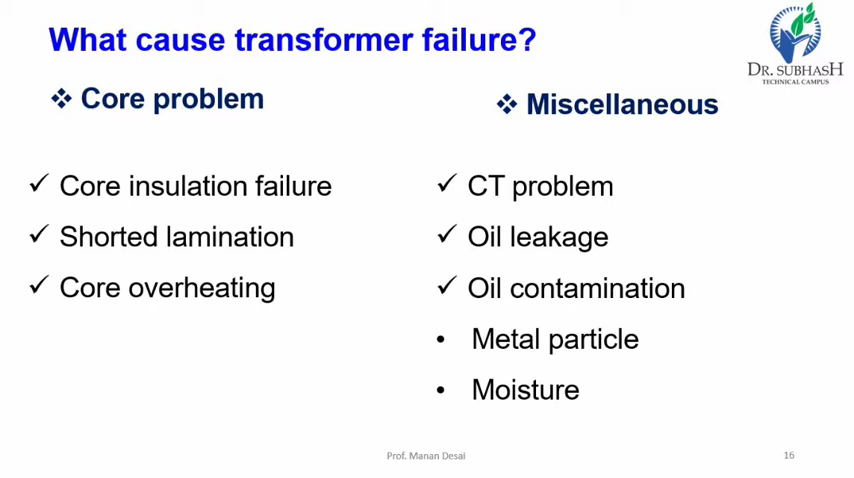 What cause transformer failure?
DR. SUBHASH
TECHNICAL CAMPUS
❖ Core problem
✓ Core insulation failure
✓ Shorted lamination
✓ Core overheating
❖ Miscellaneous
✓ CT problem
✓ Oil leakage
✓ Oil contamination
• Metal particle
• Moisture
Prof. Manan Desai
16